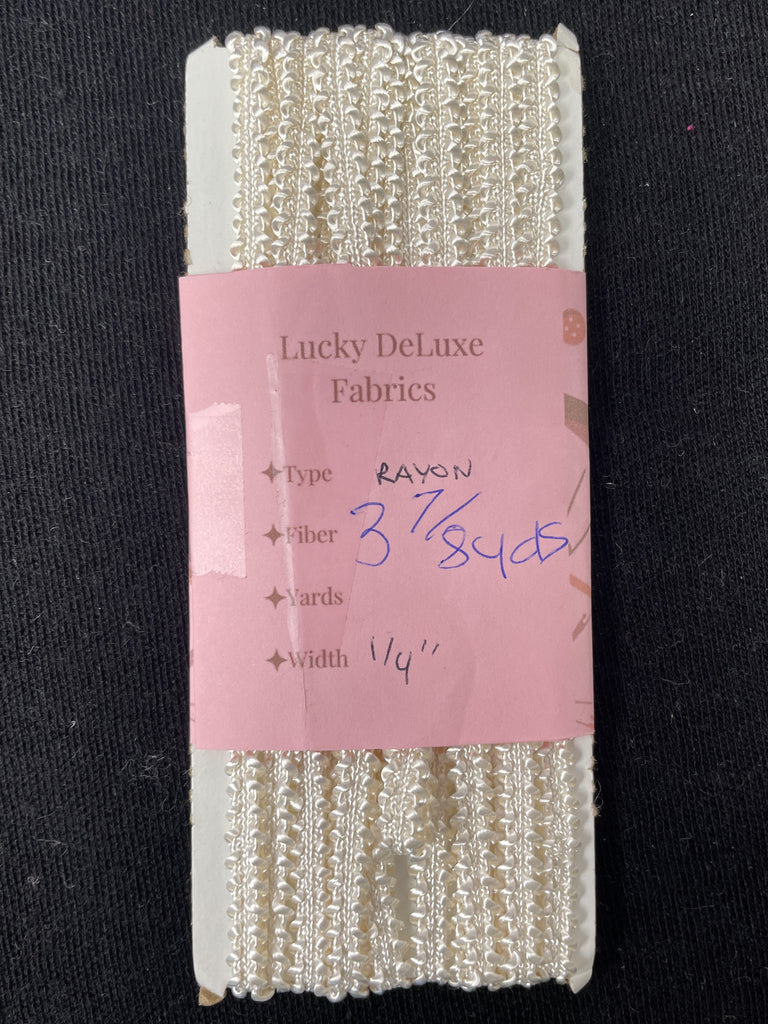 Lucky DeLuxe
Fabrics
Type RAYON
Fiber 3 7/8 yds
Yards
Width 1/4"